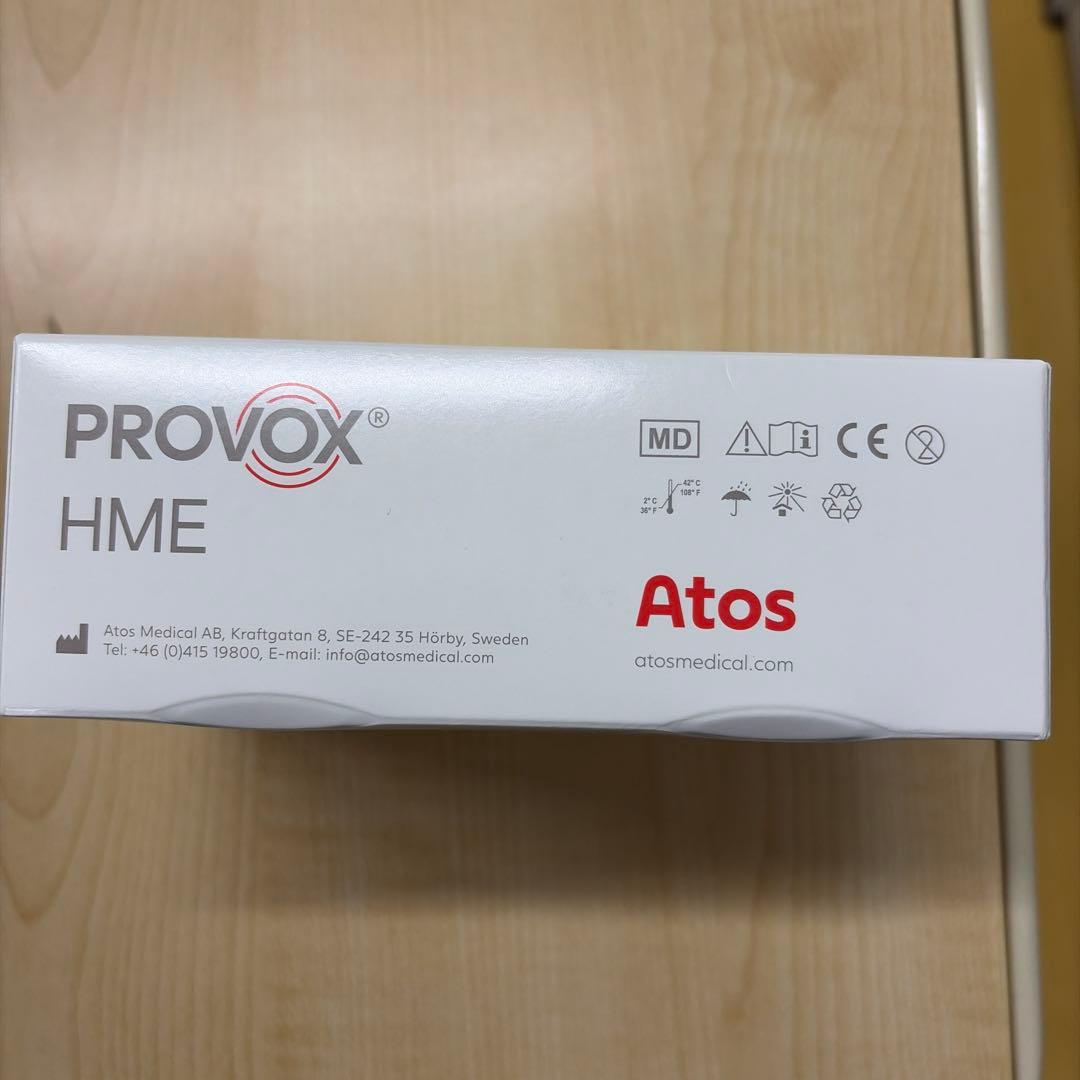 PROVOX®
HME
Atos Medical AB, Kraftgatan 8, SE-242 35 Hörby, Sweden
Tel: +46 (0)415 19800, E-mail: info@atosmedical.com
MD
i
CE
2
42° C
108° F
2° C
36° F
Atos
atosmedical.com